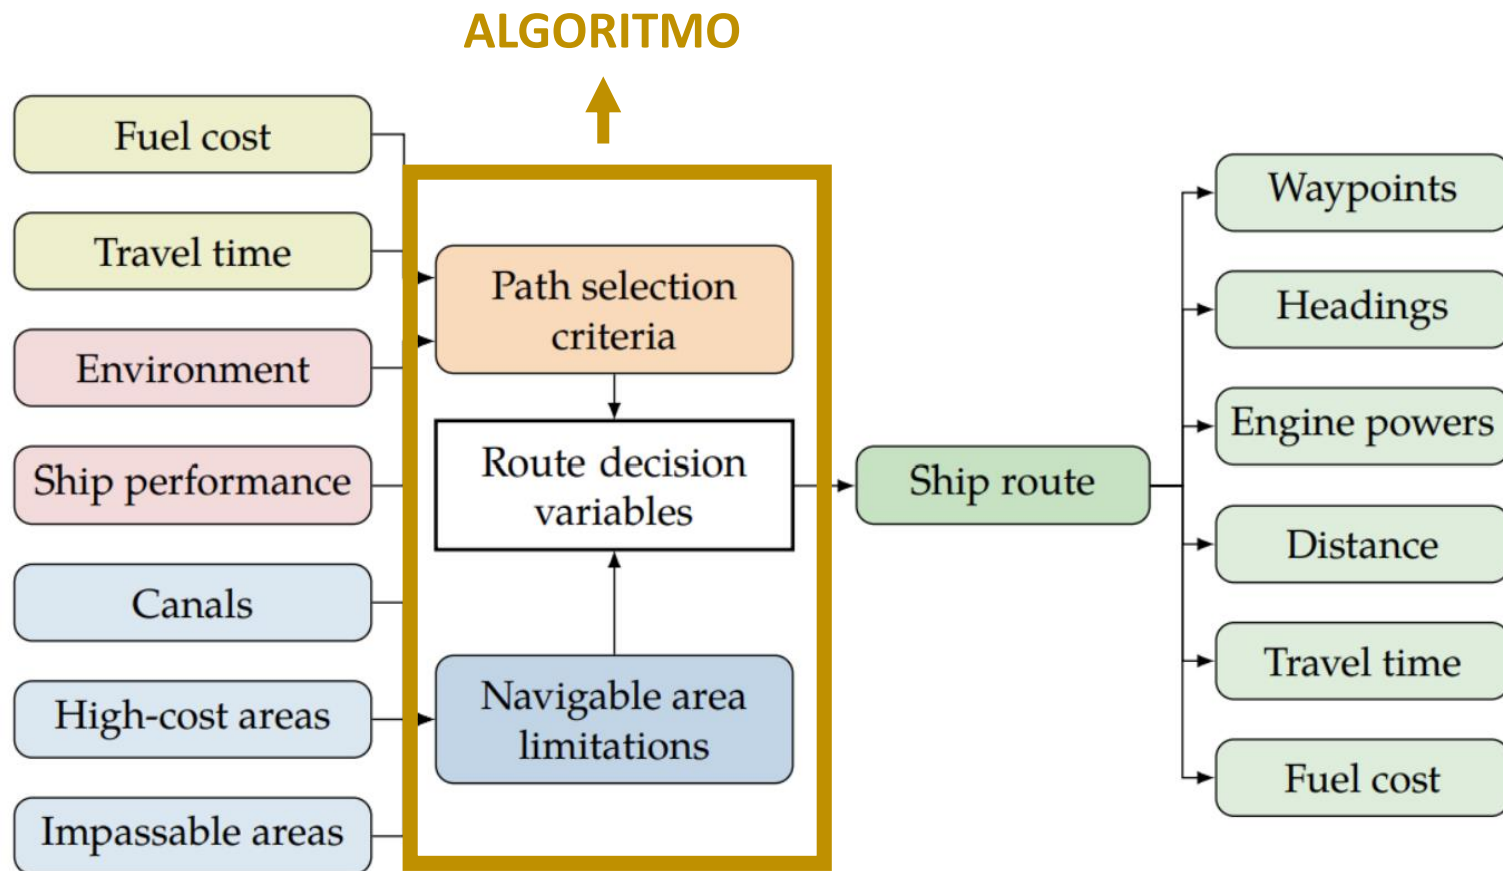 ALGORITMO
Fuel cost
Travel time
Environment
Ship performance
Canals
High-cost areas
Impassable areas
Path selection
criteria
Route decision
variables
Navigable area
limitations
Ship route
Waypoints
Headings
Engine powers
Distance
Travel time
Fuel cost